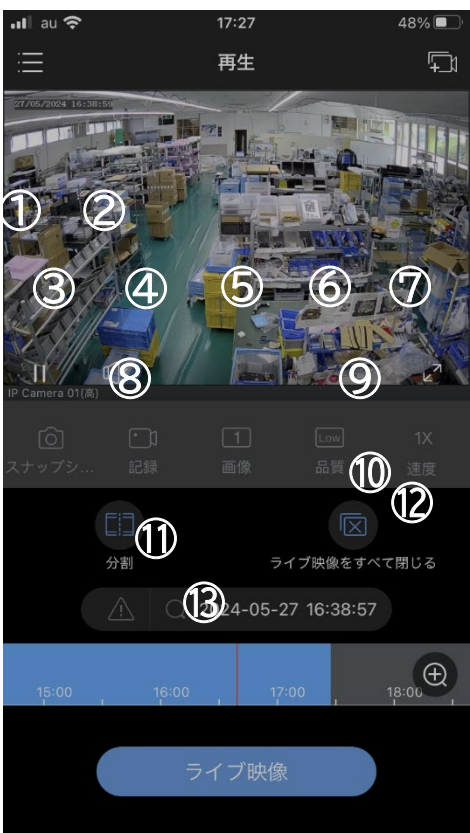 au 17:27 48%
再生
27/05/2024 16:38:59
① ②
③ ④ ⑤ ⑥ ⑦
⑧ ⑨
IP Camera 01(高)
1 Low 1X
スナップシ... 記録 画像 品質 ⑩ 速度
⑫
⑪
分割 ライブ映像をすべて閉じる
⑬ 2024-05-27 16:38:57
15:00 16:00 17:00 18:00
ライブ映像